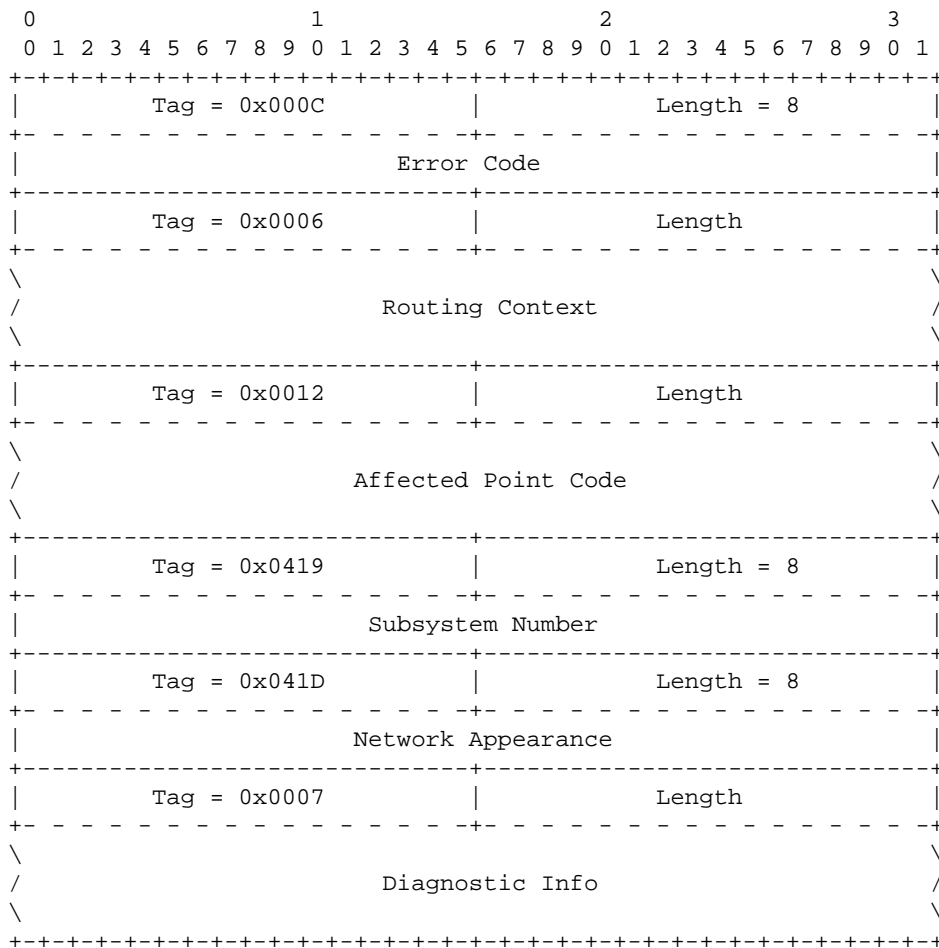 0                   1                   2                   3
 0 1 2 3 4 5 6 7 8 9 0 1 2 3 4 5 6 7 8 9 0 1 2 3 4 5 6 7 8 9 0 1
+-+-+-+-+-+-+-+-+-+-+-+-+-+-+-+-+-+-+-+-+-+-+-+-+-+-+-+-+-+-+-+-+
|         Tag = 0x000C          |            Length = 8         |
+- - - - - - - - - - - - - - - -+- - - - - - - - - - - - - - - -+
|                          Error Code                           |
+-------------------------------+-------------------------------+
|         Tag = 0x0006          |            Length             |
+- - - - - - - - - - - - - - - -+- - - - - - - - - - - - - - - -+
\                                                               \
/                         Routing Context                       /
\                                                               \
+-------------------------------+-------------------------------+
|         Tag = 0x0012          |            Length             |
+- - - - - - - - - - - - - - - -+- - - - - - - - - - - - - - - -+
\                                                               \
/                       Affected Point Code                     /
\                                                               \
+-------------------------------+-------------------------------+
|         Tag = 0x0419          |            Length = 8         |
+- - - - - - - - - - - - - - - -+- - - - - - - - - - - - - - - -+
|                        Subsystem Number                       |
+-------------------------------+-------------------------------+
|         Tag = 0x041D          |            Length = 8         |
+- - - - - - - - - - - - - - - -+- - - - - - - - - - - - - - - -+
|                       Network Appearance                      |
+-------------------------------+-------------------------------+
|         Tag = 0x0007          |            Length             |
+- - - - - - - - - - - - - - - -+- - - - - - - - - - - - - - - -+
\                                                               \
/                         Diagnostic Info                       /
\                                                               \
+-+-+-+-+-+-+-+-+-+-+-+-+-+-+-+-+-+-+-+-+-+-+-+-+-+-+-+-+-+-+-+-+